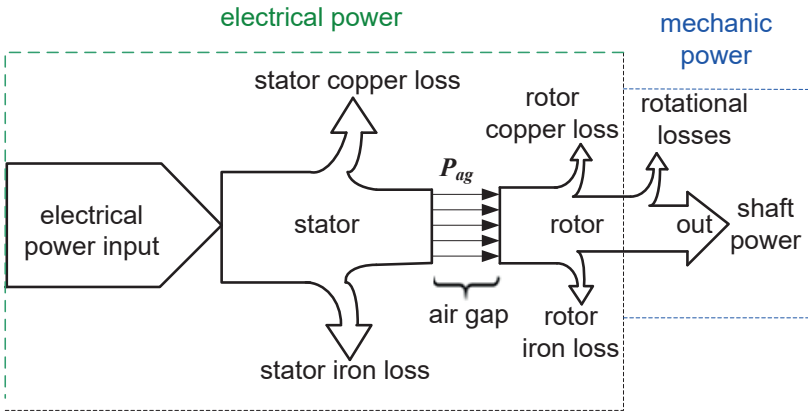 electrical power
mechanic
power
stator copper loss
rotor
copper loss
rotational
losses
P_ag
electrical
power input
stator
rotor
out
shaft
power
air gap
rotor
iron loss
stator iron loss